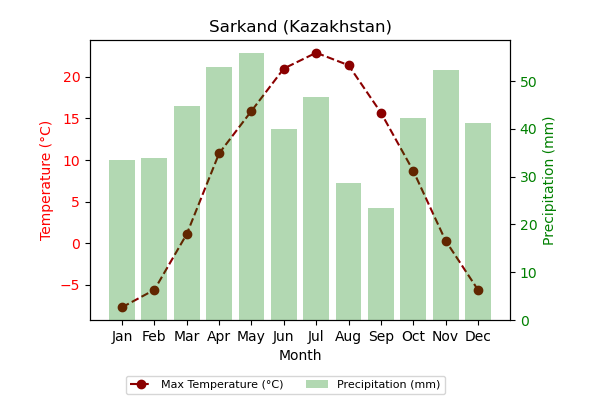 Sarkand (Kazakhstan)
Temperature (°C)
20
15
10
5
0
−5
Precipitation (mm)
50
40
30
20
10
0
Jan Feb Mar Apr May Jun Jul Aug Sep Oct Nov Dec
Month
Max Temperature (°C) Precipitation (mm)